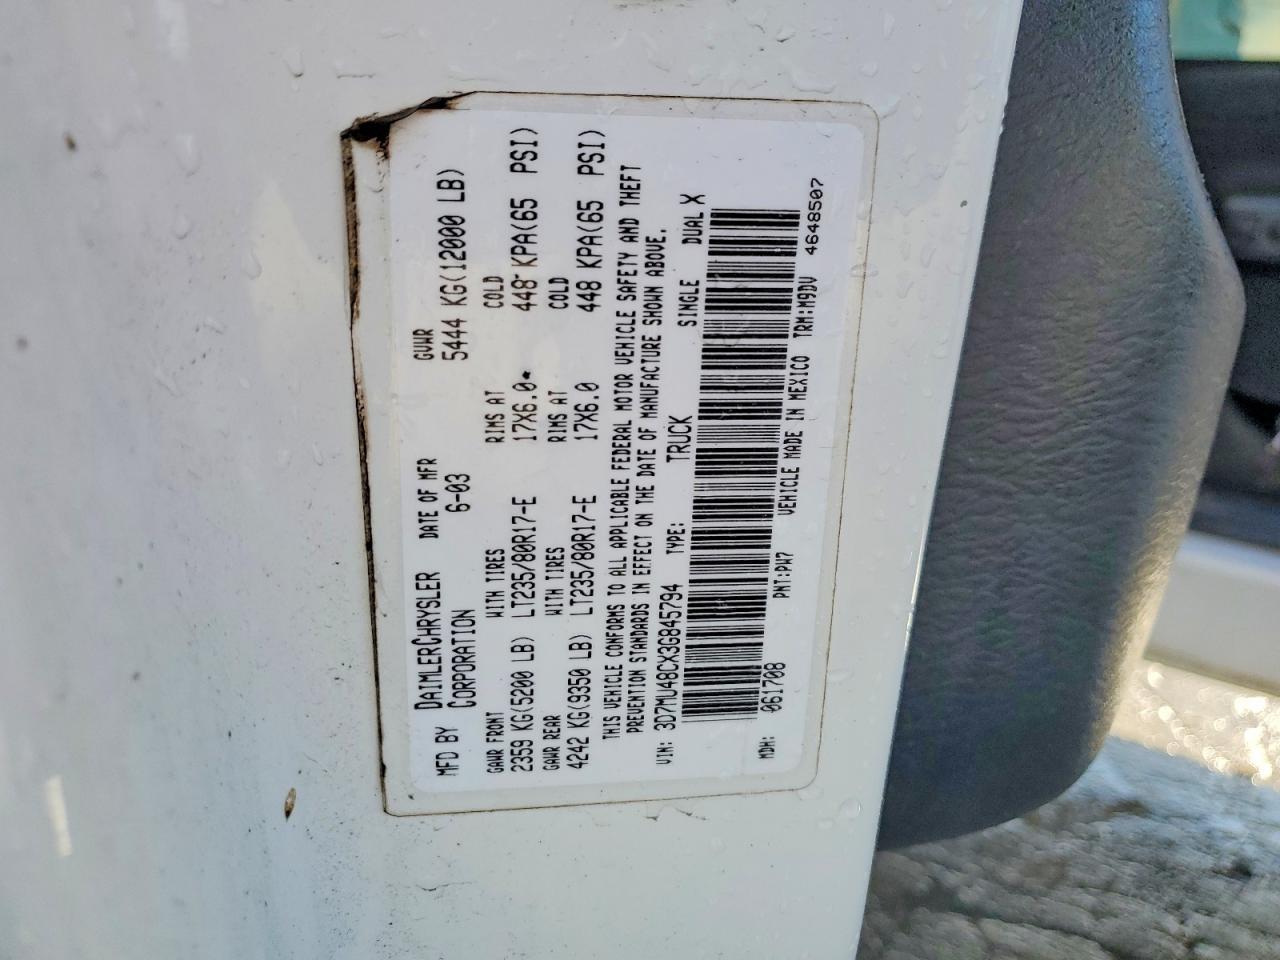 MFD BY DAIMLERCHRYSLER DATE OF MFR GVWR
CORPORATION 6-03 5444 KG(12000 LB)
GAWR FRONT WITH TIRES RIMS AT COLD
2359 KG(5200 LB) LT235/80R17-E 17X6.0 448 KPA(65 PSI)
GAWR REAR WITH TIRES RIMS AT COLD
4242 KG(9350 LB) LT235/80R17-E 17X6.0 448 KPA(65 PSI)
THIS VEHICLE CONFORMS TO ALL APPLICABLE FEDERAL MOTOR VEHICLE SAFETY AND THEFT
PREVENTION STANDARDS IN EFFECT ON THE DATE OF MANUFACTURE SHOWN ABOVE.
VIN: 3D7MU48CX3G845794 TYPE: TRUCK SINGLE DUAL X
MDH: 061708 PNT:PW7 VEHICLE MADE IN MEXICO TRM:M9DV 4648507